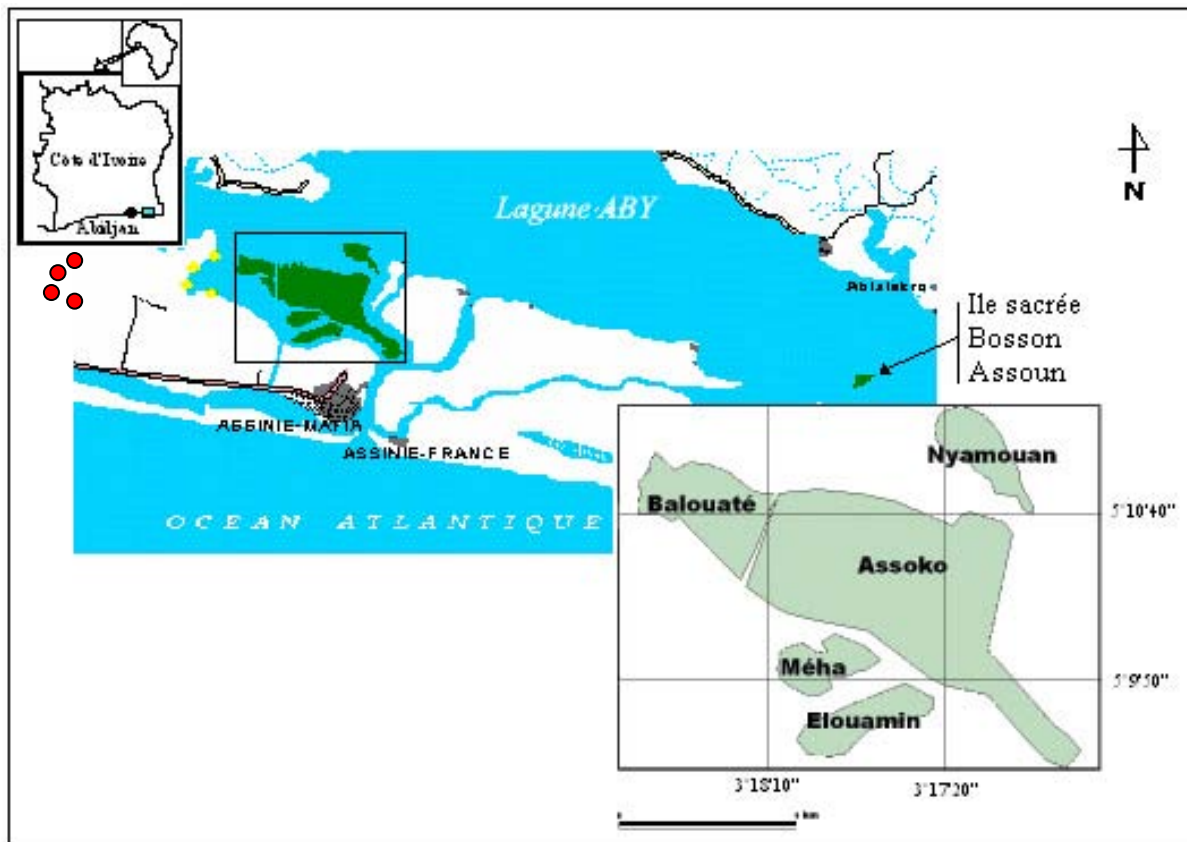 Côte d'Ivoire
Abidjan
Lagune ABY
N
Ile sacrée
Bosson
Assoun
ASSINIE-MAFIA
ASSINIE-FRANCE
OCEAN ATLANTIQUE
Nyamouan
Balouaté
5°10'40''
Assoko
Méha
5°9'50''
Elouamin
3°18'10''
3°17'20''
km